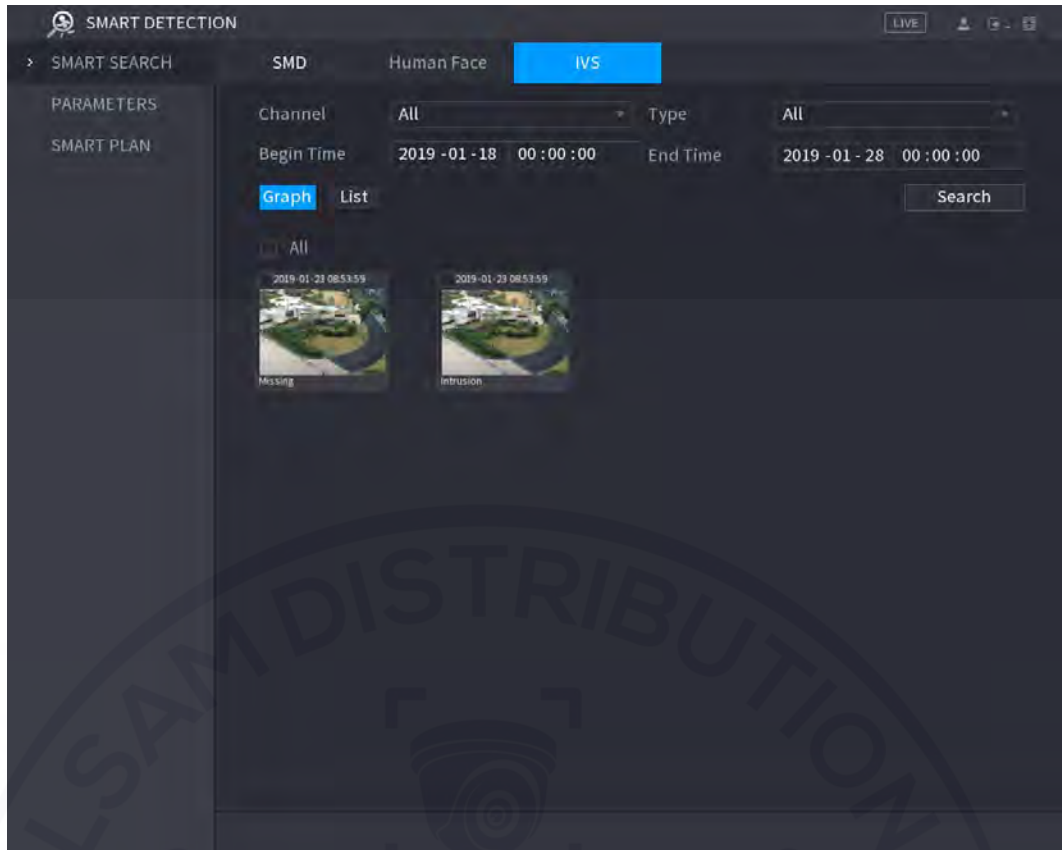 SMART DETECTION LIVE
> SMART SEARCH SMD Human Face IVS
PARAMETERS Channel All Type All
SMART PLAN Begin Time 2019 -01 -18 00 :00 :00 End Time 2019 -01 - 28 00 :00 :00
Graph List Search
All
2019-01-23 08:53:59 2019-01-23 08:53:59
Missing Intrusion
SAM DISTRIBUTION